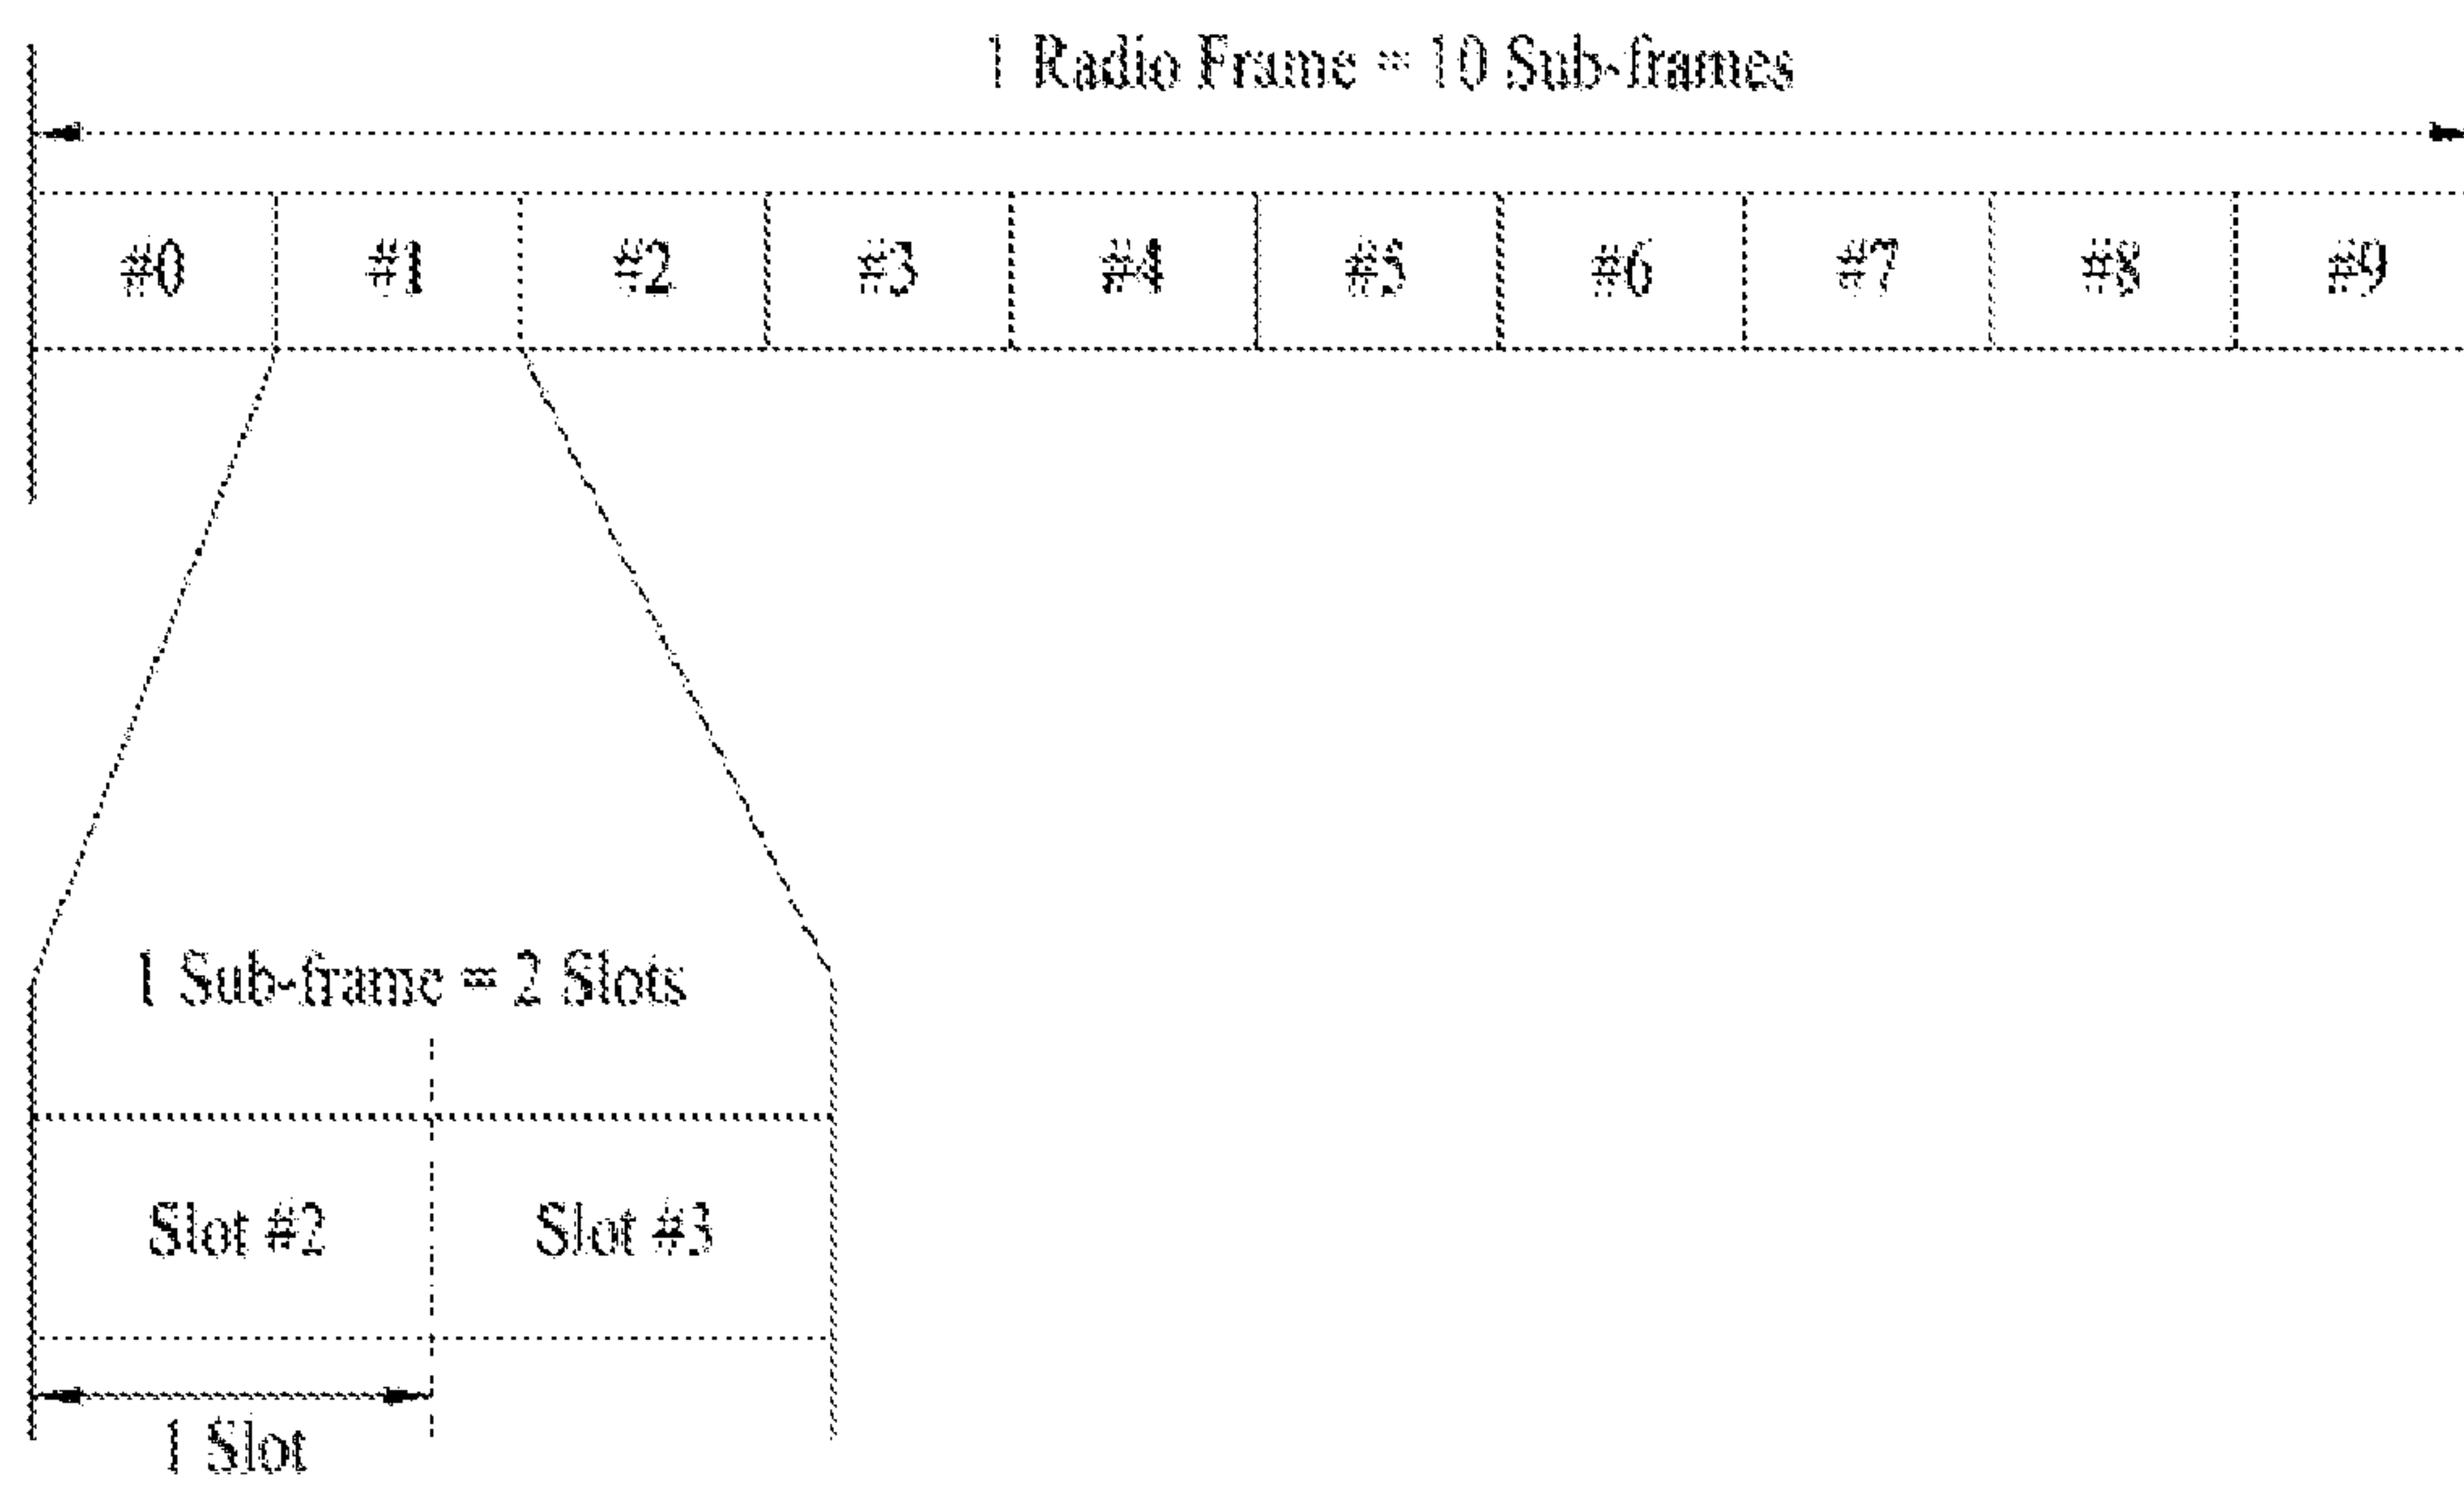 1 Radio Frame = 10 Sub-frames
#0 #1 #2 #3 #4 #5 #6 #7 #8 #9
1 Sub-frame = 2 Slots
Slot #2 Slot #3
1 Slot